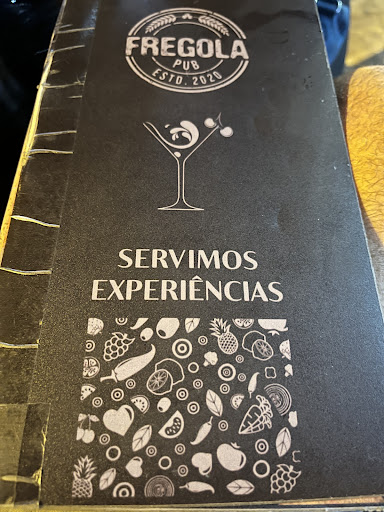 FREGOLA
PUB
ESTD. 2020
SERVIMOS
EXPERIÊNCIAS